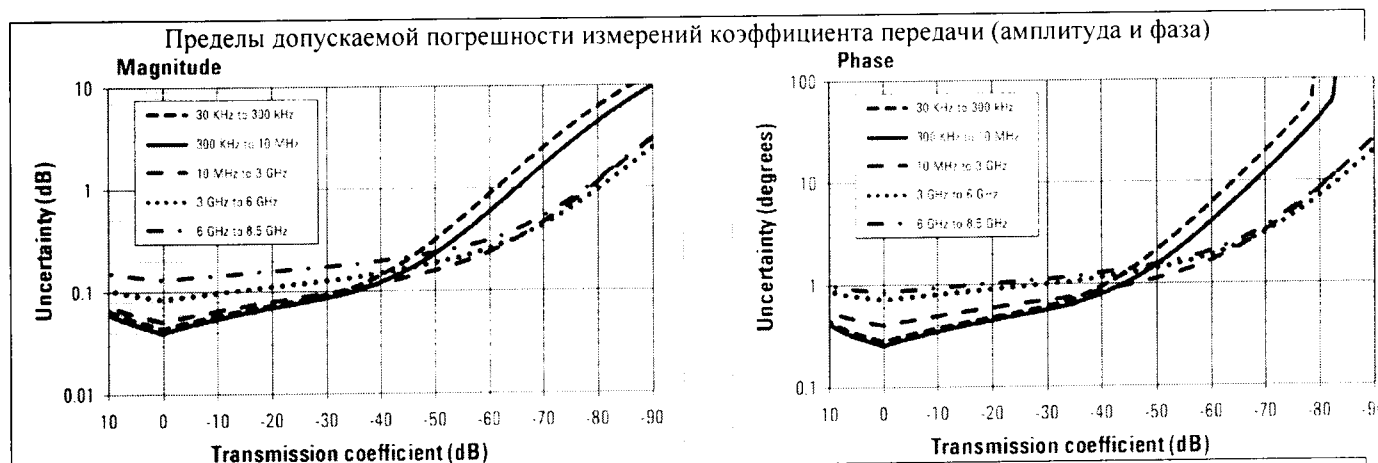 Пределы допускаемой погрешности измерений коэффициента передачи (амплитуда и фаза)
Magnitude
Uncertainty (dB)
10
1
0.1
0.01
30 KHz to 300 kHz
300 KHz to 10 MHz
10 MHz to 3 GHz
3 GHz to 6 GHz
6 GHz to 8.5 GHz
10 0 -10 -20 -30 -40 -50 -60 -70 -80 -90
Transmission coefficient (dB)
Phase
Uncertainty (degrees)
100
10
1
0.1
30 KHz to 300 kHz
300 KHz to 10 MHz
10 MHz to 3 GHz
3 GHz to 6 GHz
6 GHz to 8.5 GHz
10 0 -10 -20 -30 -40 -50 -60 -70 -80 -90
Transmission coefficient (dB)